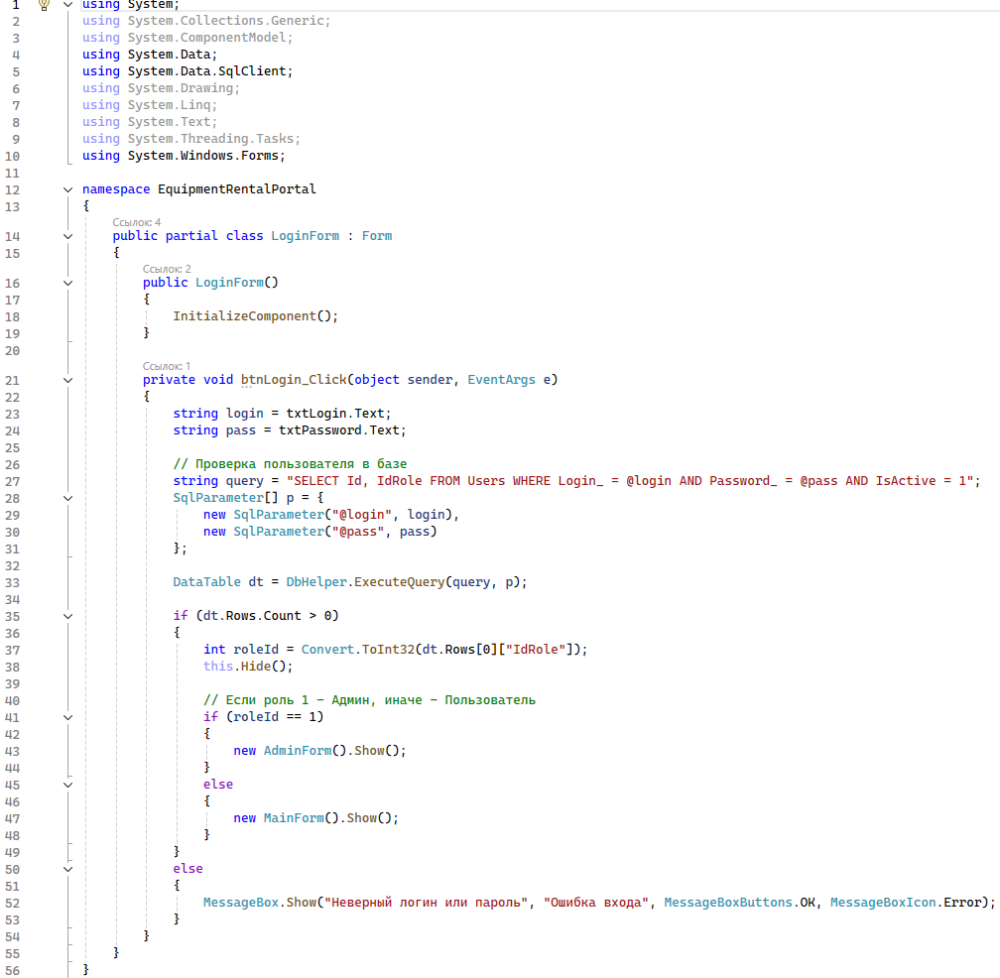 1 using System;
2 using System.Collections.Generic;
3 using System.ComponentModel;
4 using System.Data;
5 using System.Data.SqlClient;
6 using System.Drawing;
7 using System.Linq;
8 using System.Text;
9 using System.Threading.Tasks;
10 using System.Windows.Forms;
11
12 namespace EquipmentRentalPortal
13 {
Ссылок: 4
14 public partial class LoginForm : Form
15 {
Ссылок: 2
16 public LoginForm()
17 {
18 InitializeComponent();
19 }
20
Ссылок: 1
21 private void btnLogin_Click(object sender, EventArgs e)
22 {
23 string login = txtLogin.Text;
24 string pass = txtPassword.Text;
25
26 // Проверка пользователя в базе
27 string query = "SELECT Id, IdRole FROM Users WHERE Login_ = @login AND Password_ = @pass AND IsActive = 1";
28 SqlParameter[] p = {
29 new SqlParameter("@login", login),
30 new SqlParameter("@pass", pass)
31 };
32
33 DataTable dt = DbHelper.ExecuteQuery(query, p);
34
35 if (dt.Rows.Count > 0)
36 {
37 int roleId = Convert.ToInt32(dt.Rows[0]["IdRole"]);
38 this.Hide();
39
40 // Если роль 1 – Админ, иначе – Пользователь
41 if (roleId == 1)
42 {
43 new AdminForm().Show();
44 }
45 else
46 {
47 new MainForm().Show();
48 }
49 }
50 else
51 {
52 MessageBox.Show("Неверный логин или пароль", "Ошибка входа", MessageBoxButtons.OK, MessageBoxIcon.Error);
53 }
54 }
55 }
56 }